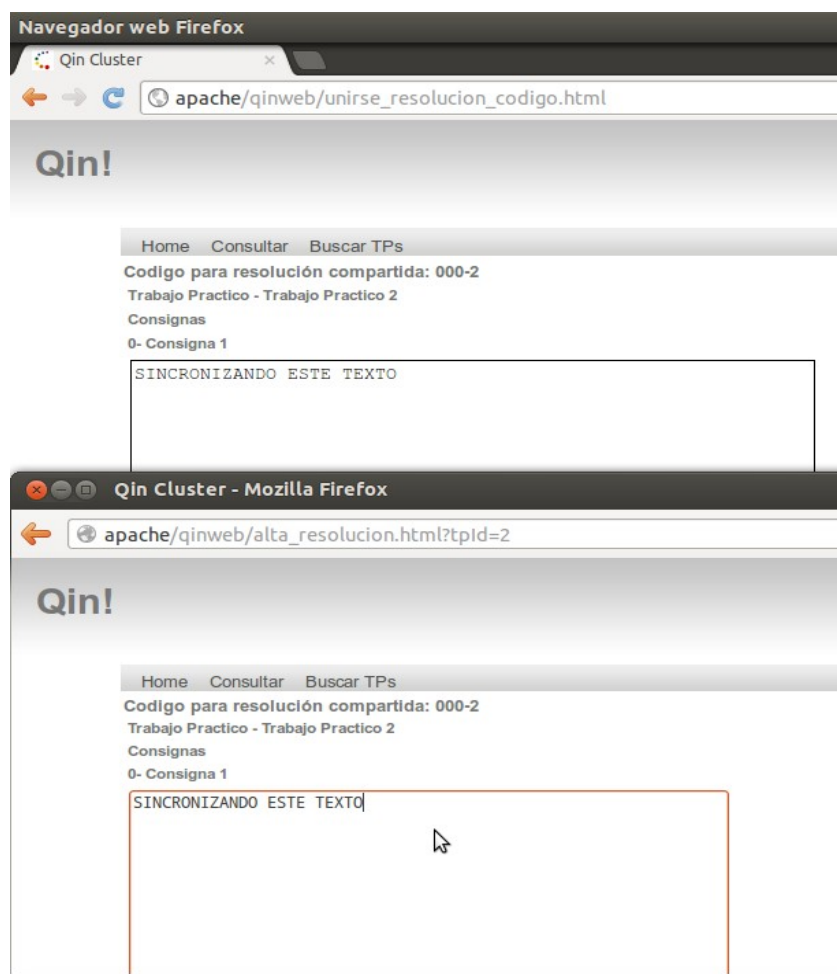 Navegador web Firefox
Qin Cluster
apache/qinweb/unirse_resolucion_codigo.html
Qin!
Home Consultar Buscar TPs
Codigo para resolución compartida: 000-2
Trabajo Practico - Trabajo Practico 2
Consignas
0- Consigna 1
SINCRONIZANDO ESTE TEXTO
Qin Cluster - Mozilla Firefox
apache/qinweb/alta_resolucion.html?tpId=2
Qin!
Home Consultar Buscar TPs
Codigo para resolución compartida: 000-2
Trabajo Practico - Trabajo Practico 2
Consignas
0- Consigna 1
SINCRONIZANDO ESTE TEXTO